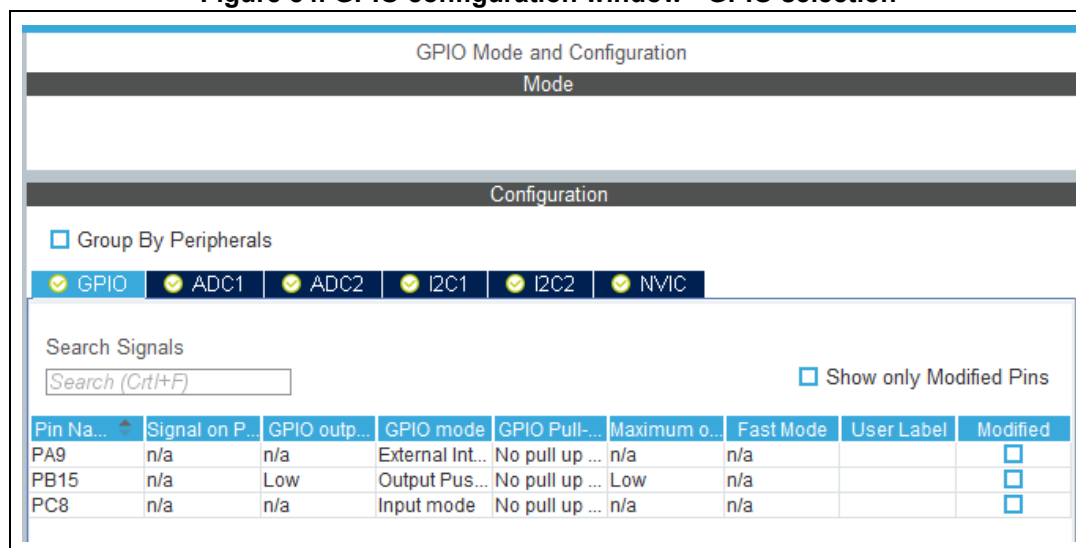 GPIO Mode and Configuration
Mode
Configuration
Group By Peripherals
GPIO ADC1 ADC2 I2C1 I2C2 NVIC
Search Signals
Search (Crtl+F)
Show only Modified Pins
Pin Na... Signal on P... GPIO outp... GPIO mode GPIO Pull-... Maximum o... Fast Mode User Label Modified
PA9 n/a n/a External Int... No pull up ... n/a n/a
PB15 n/a Low Output Pus... No pull up ... Low n/a
PC8 n/a n/a Input mode No pull up ... n/a n/a